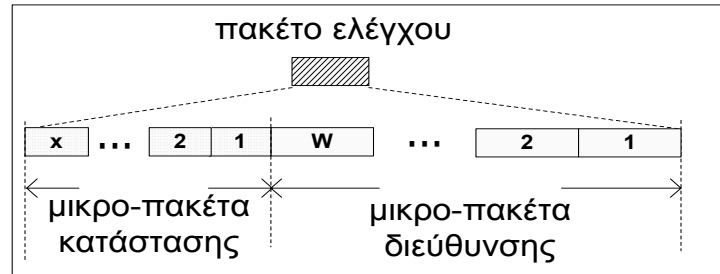 πακέτο ελέγχου
x ... 2 1 W ... 2 1
μικρο-πακέτα κατάστασης
μικρο-πακέτα διεύθυνσης